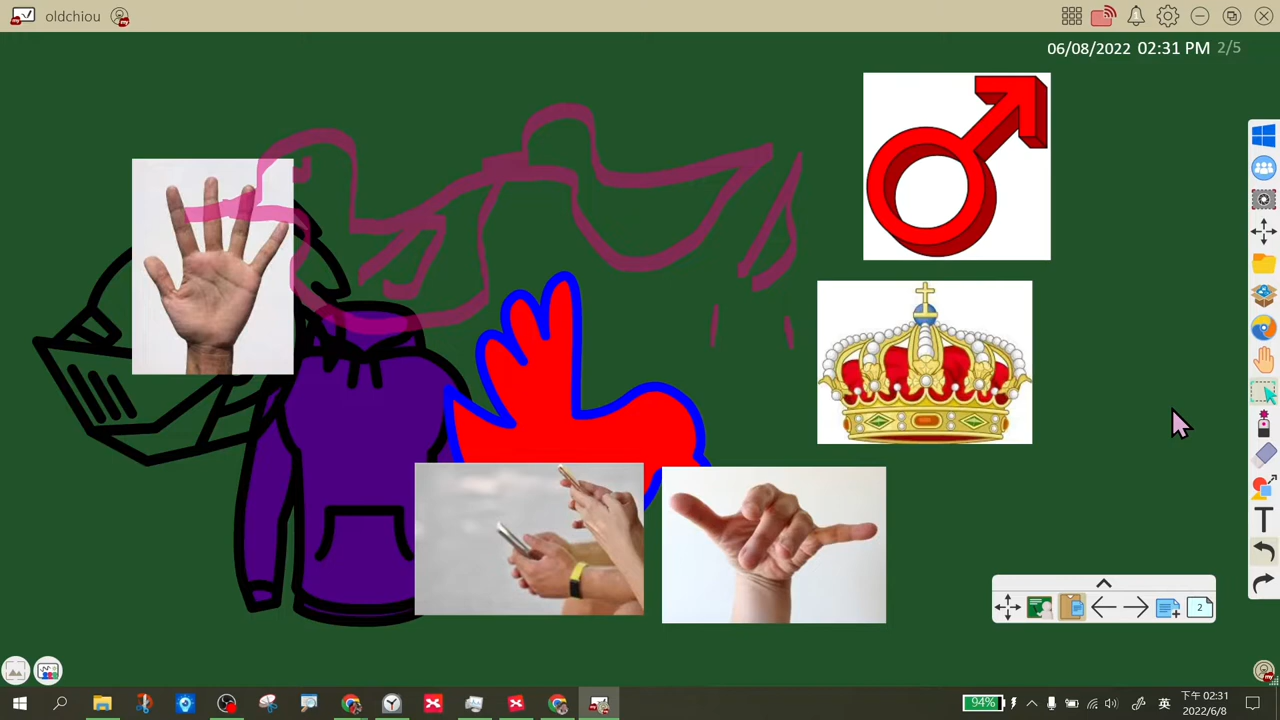 oldchiou
my
06/08/2022 02:31 PM 2/5
T
2
94%
英
下午 02:31
2022/6/8